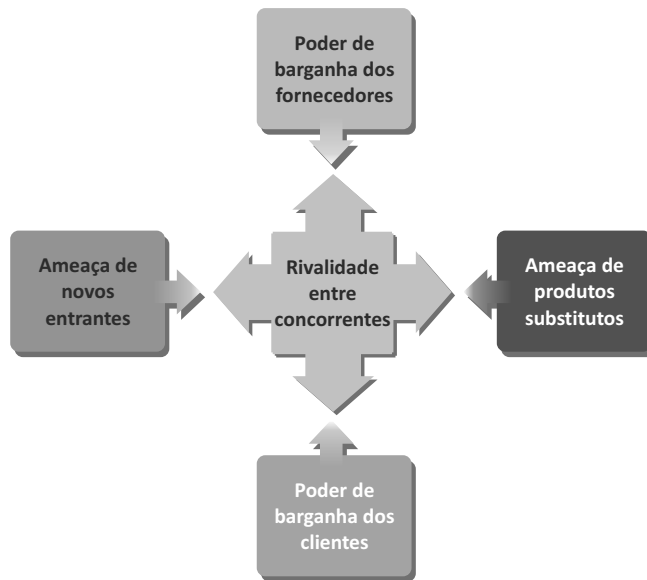 Poder de
barganha dos
fornecedores
Ameaça de
novos
entrantes
Rivalidade
entre
concorrentes
Ameaça de
produtos
substitutos
Poder de
barganha dos
clientes